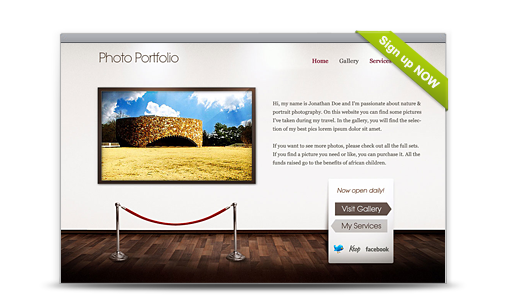 Photo Portfolio
Home Gallery Services
Sign up NOW
Hi, my name is Jonathan Doe and I'm passionate about nature &
portrait photography. On this website you can find some pictures
I've taken during my travel. In the gallery, you will find the selec-
tion of my best pics lorem ipsum dolor sit amet.
If you want to see more photos, please check out all the full sets.
If you find a picture you need or like, you can purchase it. All the
funds raised go to the benefits of african children.
Now open daily!
Visit Gallery
My Services
facebook